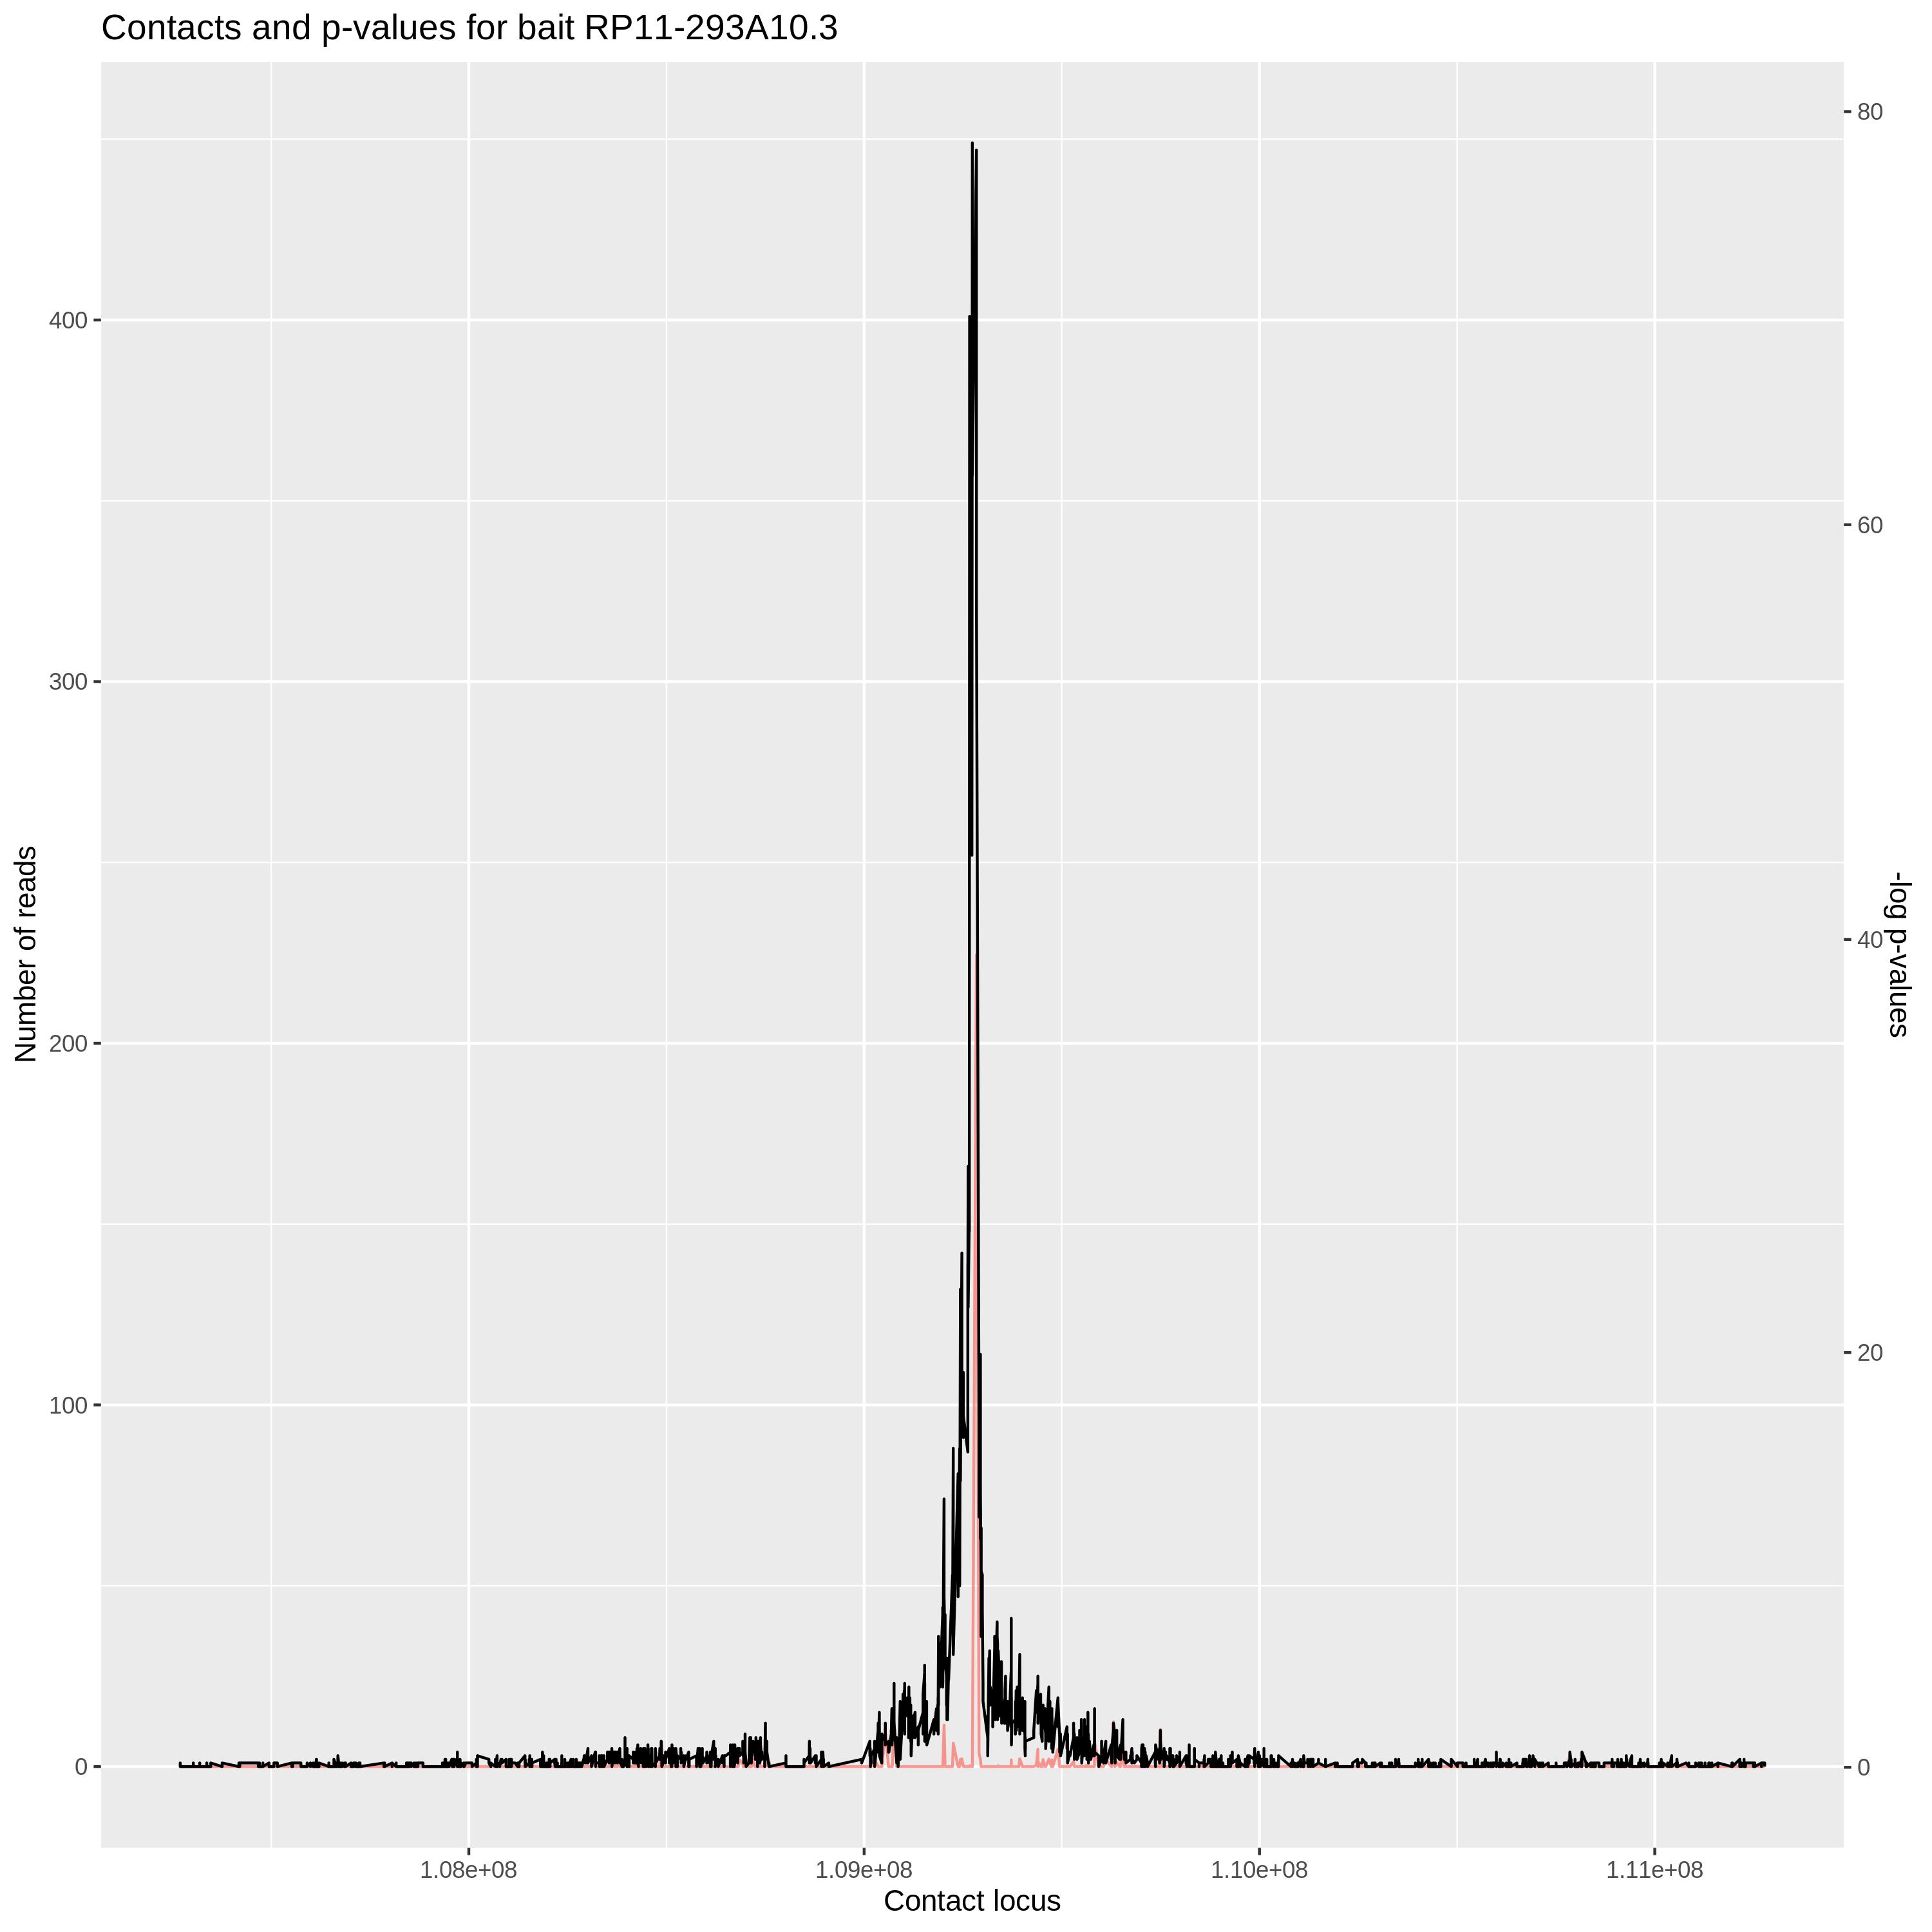 Contacts and p-values for bait RP11-293A10.3
80
400
60
300
Number of reads
-log p-values
40
200
20
100
0
0
1.08e+08
1.09e+08
1.10e+08
1.11e+08
Contact locus